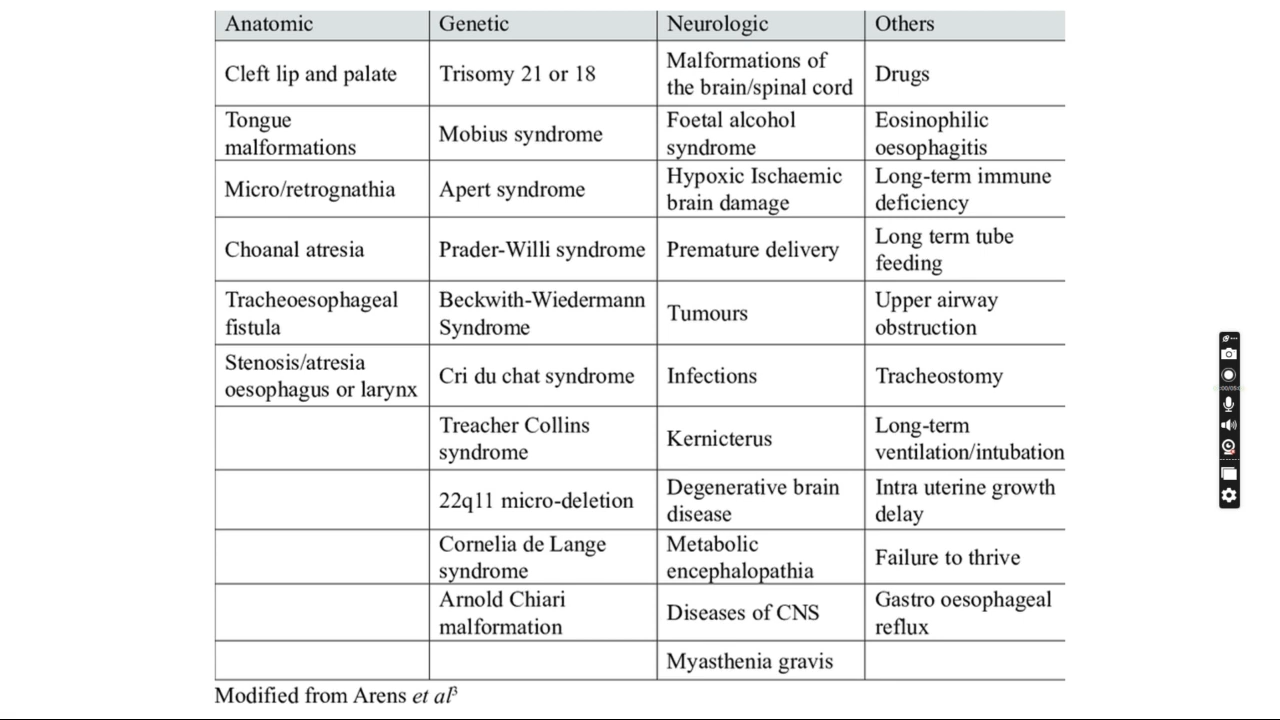 Anatomic Genetic Neurologic Others
Cleft lip and palate Trisomy 21 or 18 Malformations of the brain/spinal cord Drugs
Tongue malformations Mobius syndrome Foetal alcohol syndrome Eosinophilic oesophagitis
Micro/retrognathia Apert syndrome Hypoxic Ischaemic brain damage Long-term immune deficiency
Choanal atresia Prader-Willi syndrome Premature delivery Long term tube feeding
Tracheoesophageal fistula Beckwith-Wiedermann Syndrome Tumours Upper airway obstruction
Stenosis/atresia oesophagus or larynx Cri du chat syndrome Infections Tracheostomy
Treacher Collins syndrome Kernicterus Long-term ventilation/intubation
22q11 micro-deletion Degenerative brain disease Intra uterine growth delay
Cornelia de Lange syndrome Metabolic encephalopathia Failure to thrive
Arnold Chiari malformation Diseases of CNS Gastro oesophageal reflux
Myasthenia gravis
Modified from Arens et al³